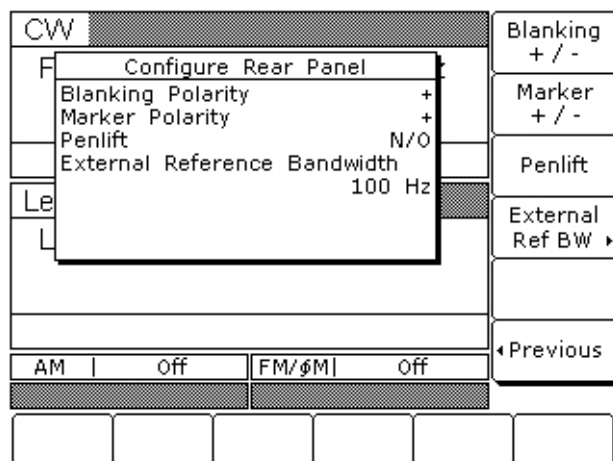 CW
F
z
Configure Rear Panel
Blanking Polarity +
Marker Polarity +
Penlift N/O
External Reference Bandwidth
100 Hz
Le
L
AM | Off
FM/ϕM| Off
Blanking
+ / -
Marker
+ / -
Penlift
External
Ref BW ▸
◂Previous